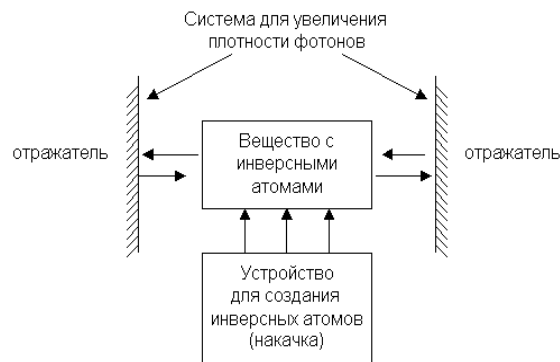 Система для увеличения
плотности фотонов
отражатель
Вещество с
инверсными
атомами
отражатель
Устройство
для создания
инверсных атомов
(накачка)